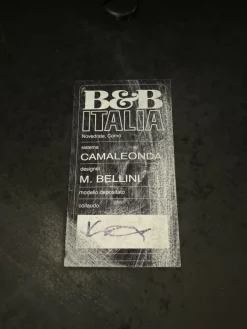 B&B
ITALIA
Novedrate, Como
sistema
CAMALEONDA
designer
M. BELLINI
modello depositato
collaudo